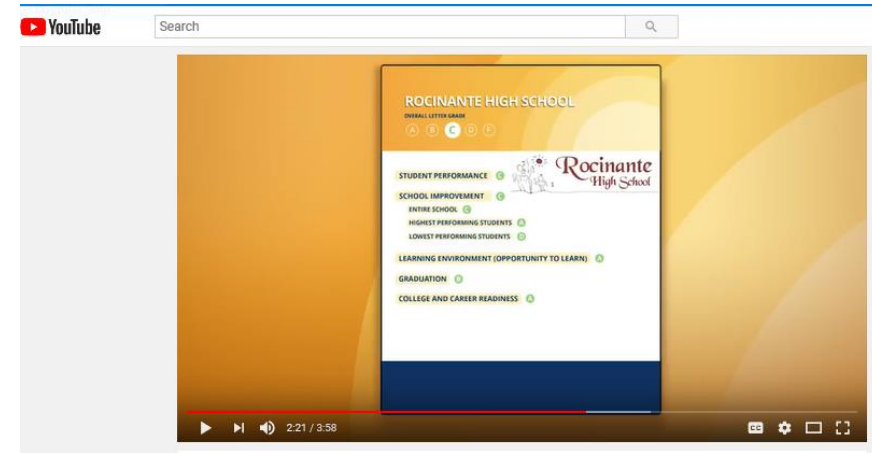 YouTube
Search
ROCINANTE HIGH SCHOOL
OVERALL LETTER GRADE
A B C D F
Rocinante
High School
STUDENT PERFORMANCE C
SCHOOL IMPROVEMENT C
ENTIRE SCHOOL C
HIGHEST PERFORMING STUDENTS A
LOWEST PERFORMING STUDENTS D
LEARNING ENVIRONMENT (OPPORTUNITY TO LEARN) A
GRADUATION
COLLEGE AND CAREER READINESS A
2:21 / 3:58
CC